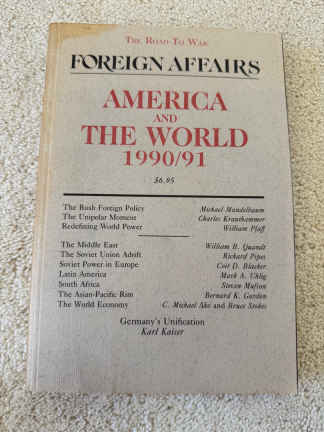 THE ROAD TO WAR
FOREIGN AFFAIRS
AMERICA
AND
THE WORLD
1990/91
$6.95
The Bush Foreign Policy Michael Mandelbaum
The Unipolar Moment Charles Krauthammer
Redefining World Power William Pfaff
The Middle East William B. Quandt
The Soviet Union Adrift Richard Pipes
Soviet Power in Europe Coit D. Blacker
Latin America Mark A. Uhlig
South Africa Steven Mufson
The Asian-Pacific Rim Bernard K. Gordon
The World Economy C. Michael Aho and Bruce Stokes
Germany's Unification
Karl Kaiser